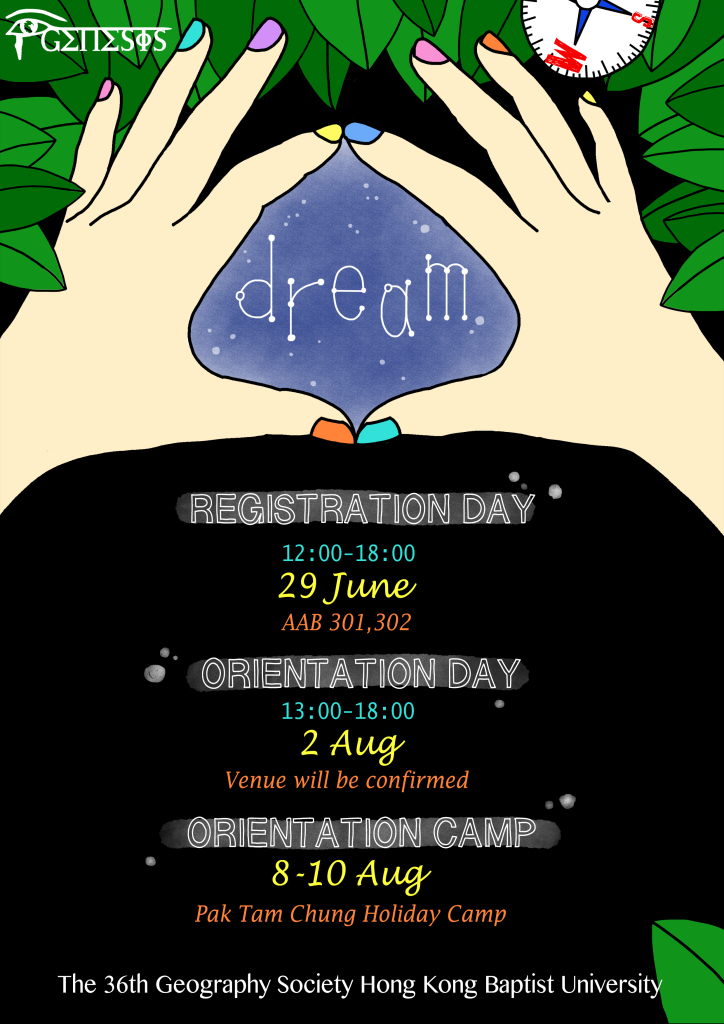 GENESIS
S
W
dream
REGISTRATION DAY
12:00-18:00
29 June
AAB 301,302
ORIENTATION DAY
13:00-18:00
2 Aug
Venue will be confirmed
ORIENTATION CAMP
8-10 Aug
Pak Tam Chung Holiday Camp
The 36th Geography Society Hong Kong Baptist University